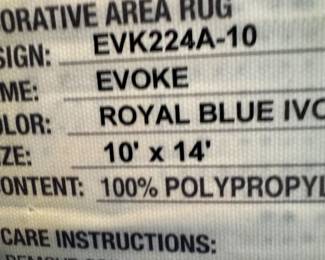 ORATIVE AREA RUG
SIGN: EVK224A-10
ME: EVOKE
OLOR: ROYAL BLUE IVO
ZE: 10' x 14'
ONTENT: 100% POLYPROPYL
CARE INSTRUCTIONS: